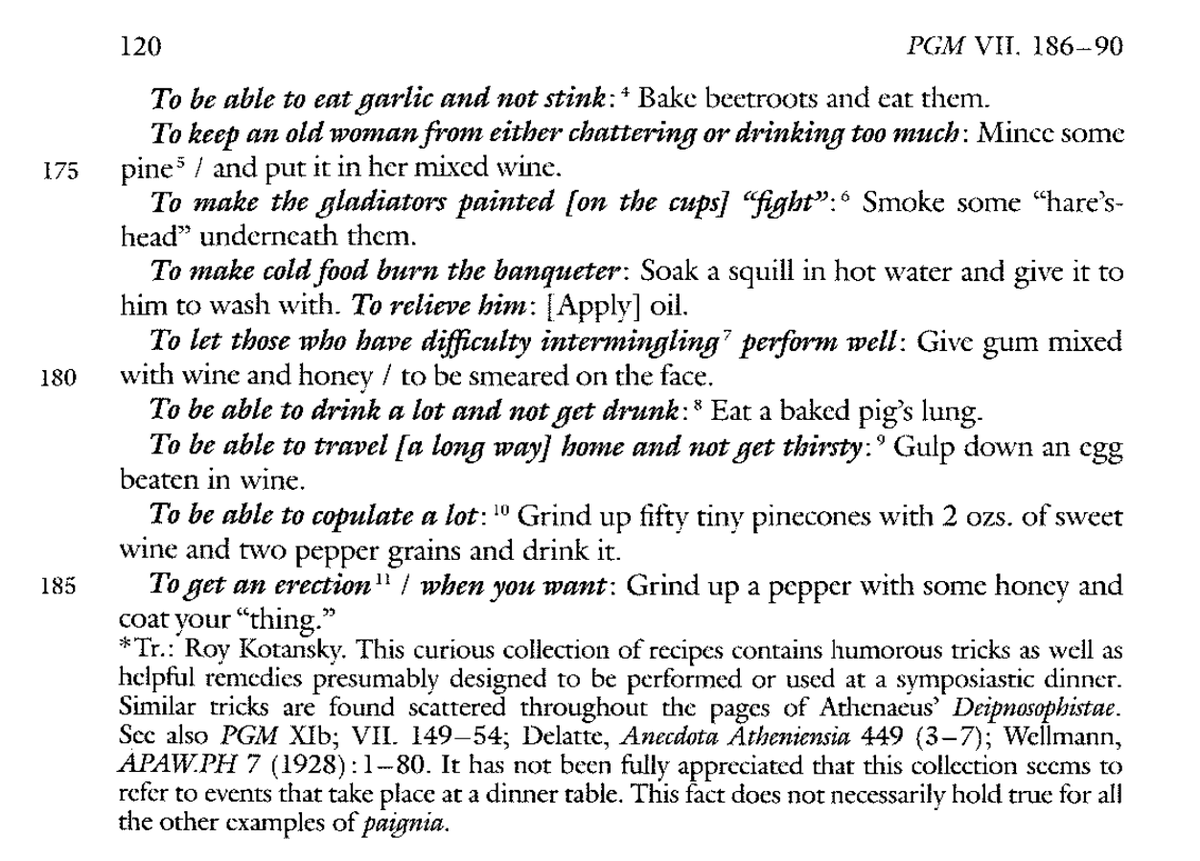 120 PGM VII. 186–90
To be able to eat garlic and not stink: ⁴ Bake beetroots and eat them.
To keep an old woman from either chattering or drinking too much: Mince some
175 pine⁵ / and put it in her mixed wine.
To make the gladiators painted [on the cups] “fight”: ⁶ Smoke some “hare’s-
head” underneath them.
To make cold food burn the banqueter: Soak a squill in hot water and give it to
him to wash with. To relieve him: [Apply] oil.
To let those who have difficulty intermingling⁷ perform well: Give gum mixed
180 with wine and honey / to be smeared on the face.
To be able to drink a lot and not get drunk: ⁸ Eat a baked pig’s lung.
To be able to travel [a long way] home and not get thirsty: ⁹ Gulp down an egg
beaten in wine.
To be able to copulate a lot: ¹⁰ Grind up fifty tiny pinecones with 2 ozs. of sweet
wine and two pepper grains and drink it.
185 To get an erection¹¹ / when you want: Grind up a pepper with some honey and
coat your “thing.”
*Tr.: Roy Kotansky. This curious collection of recipes contains humorous tricks as well as
helpful remedies presumably designed to be performed or used at a symposiastic dinner.
Similar tricks are found scattered throughout the pages of Athenaeus’ Deipnosophistae.
See also PGM XIb; VII. 149–54; Delatte, Anecdota Atheniensia 449 (3–7); Wellmann,
APAW.PH 7 (1928): 1–80. It has not been fully appreciated that this collection seems to
refer to events that take place at a dinner table. This fact does not necessarily hold true for all
the other examples of paignia.